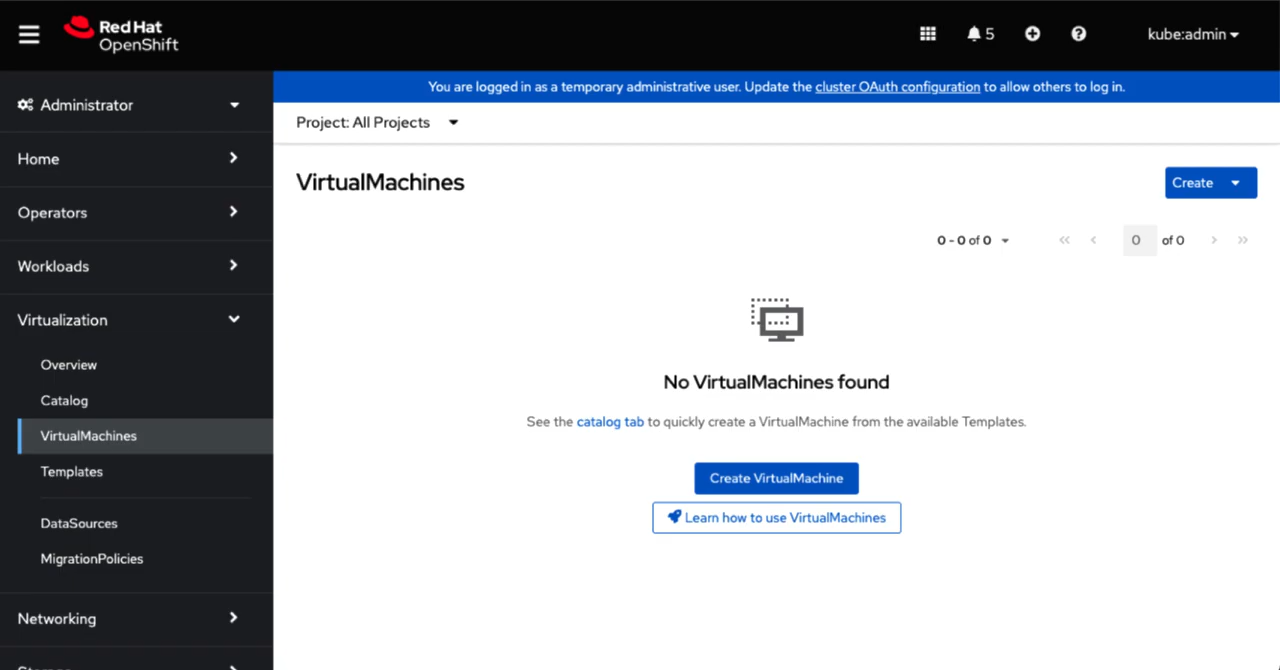 Red Hat
OpenShift
5
kube:admin
Administrator
You are logged in as a temporary administrative user. Update the cluster OAuth configuration to allow others to log in.
Project: All Projects
Home
VirtualMachines
Create
Operators
0 - 0 of 0
0
of 0
Workloads
Virtualization
Overview
No VirtualMachines found
Catalog
See the catalog tab to quickly create a VirtualMachine from the available Templates.
VirtualMachines
Templates
Create VirtualMachine
Learn how to use VirtualMachines
DataSources
MigrationPolicies
Networking